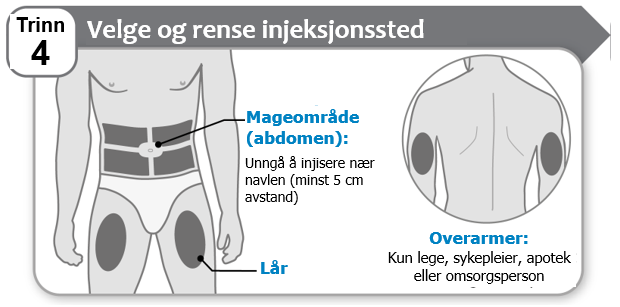 Trinn
4
Velge og rense injeksjonssted
Mageområde
(abdomen):
Unngå å injisere nær
navlen (minst 5 cm
avstand)
Lår
Overarmer:
Kun lege, sykepleier, apotek
eller omsorgsperson